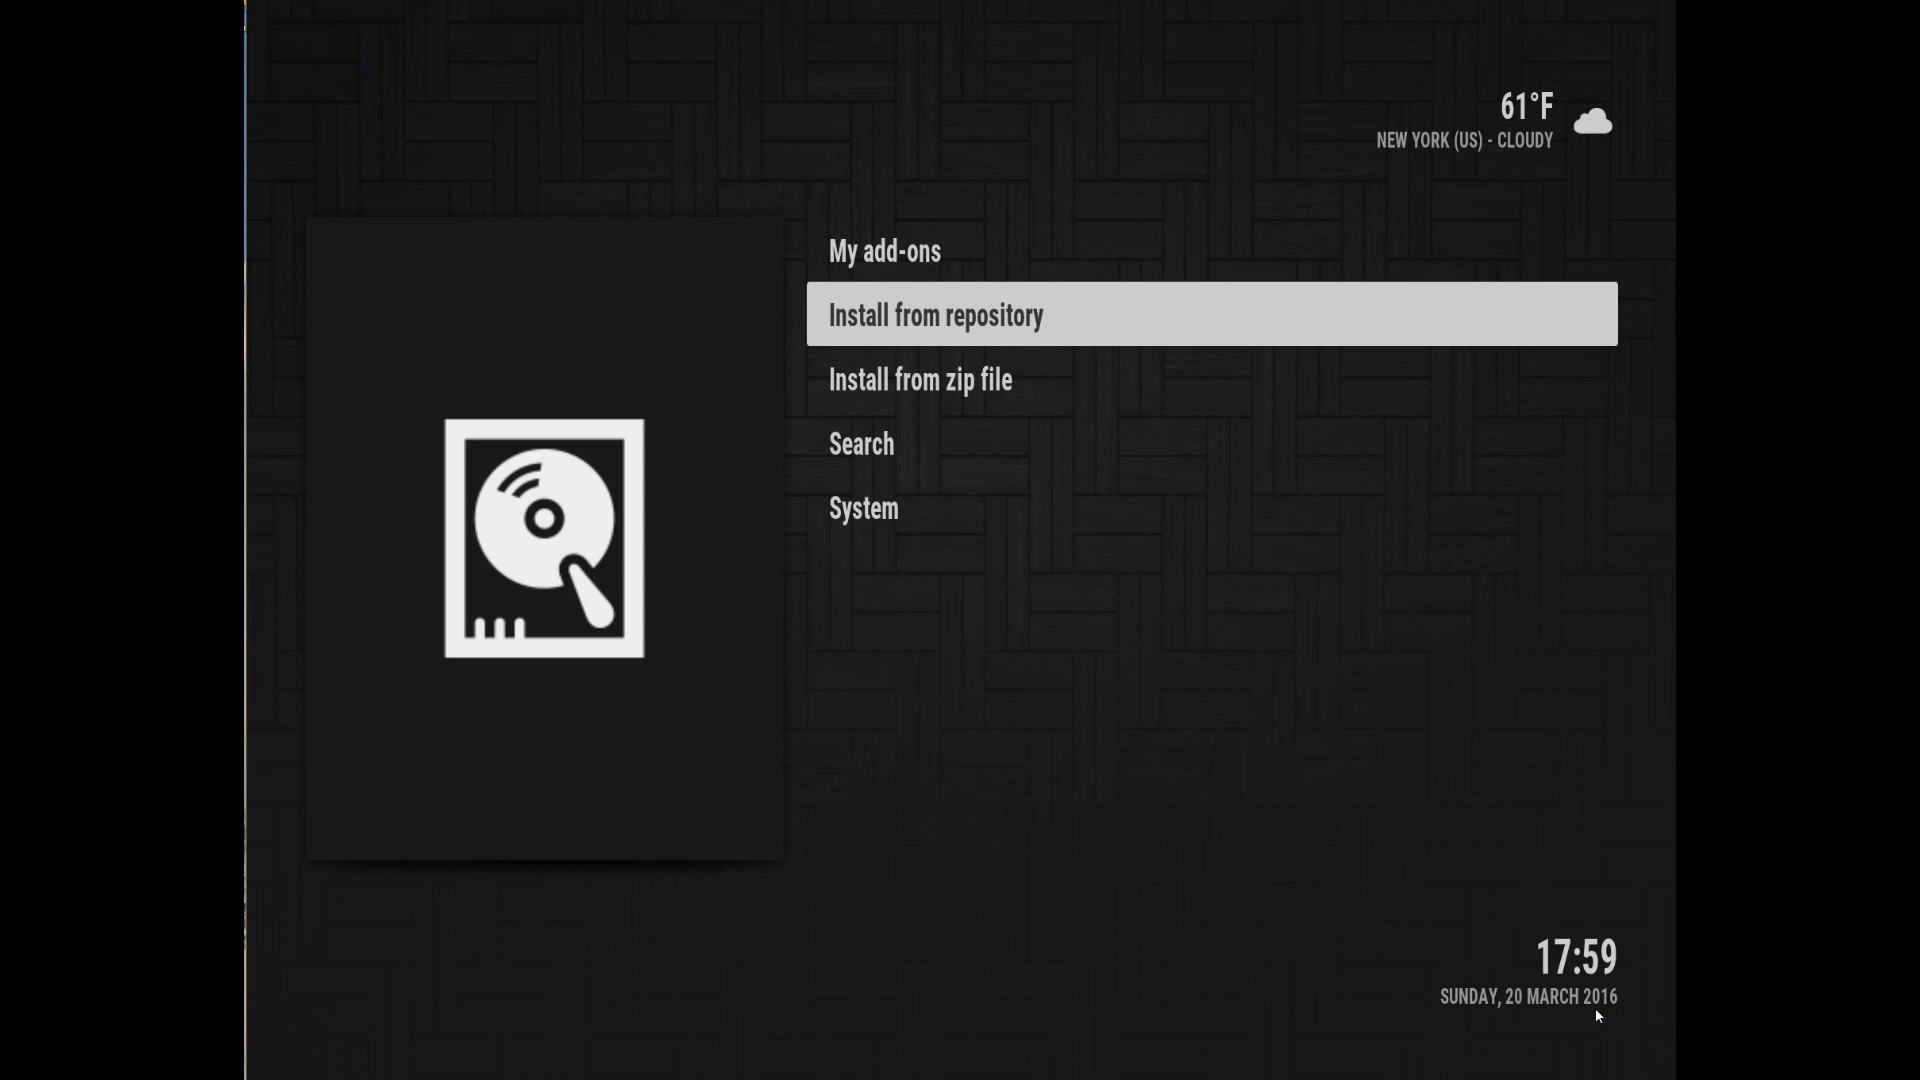 61°F
NEW YORK (US) - CLOUDY
My add-ons
Install from repository
Install from zip file
Search
System
17:59
SUNDAY, 20 MARCH 2016